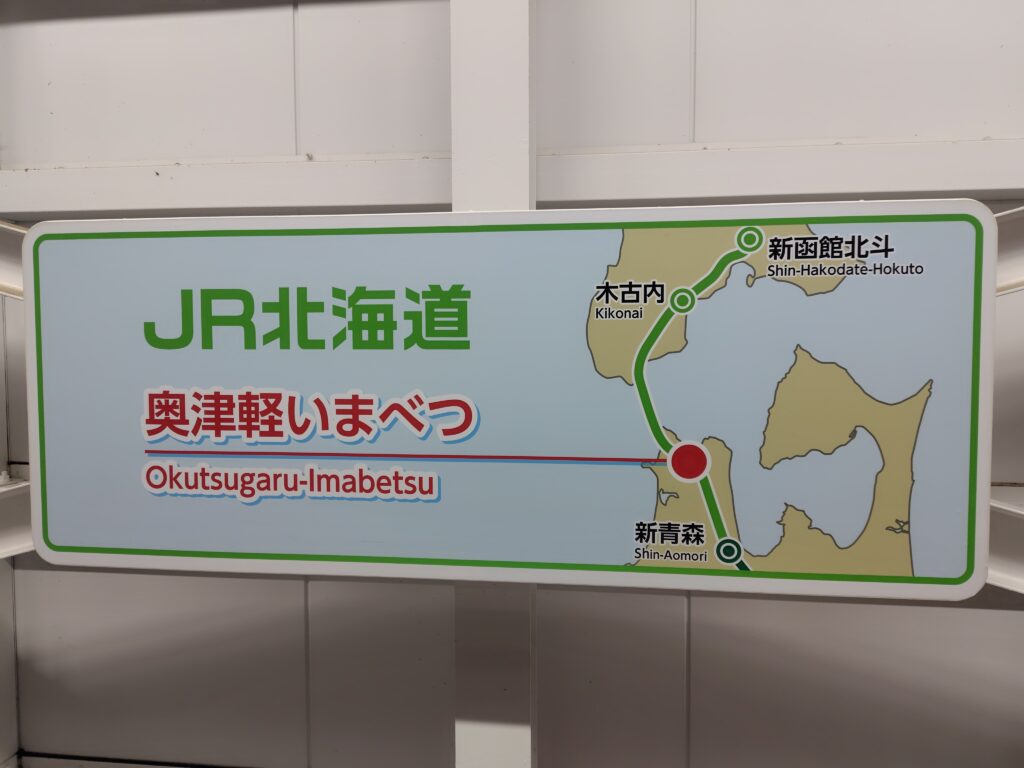 JR北海道
奥津軽いまべつ
Okutsugaru-Imabetsu
新函館北斗
Shin-Hakodate-Hokuto
木古内
Kikonai
新青森
Shin-Aomori